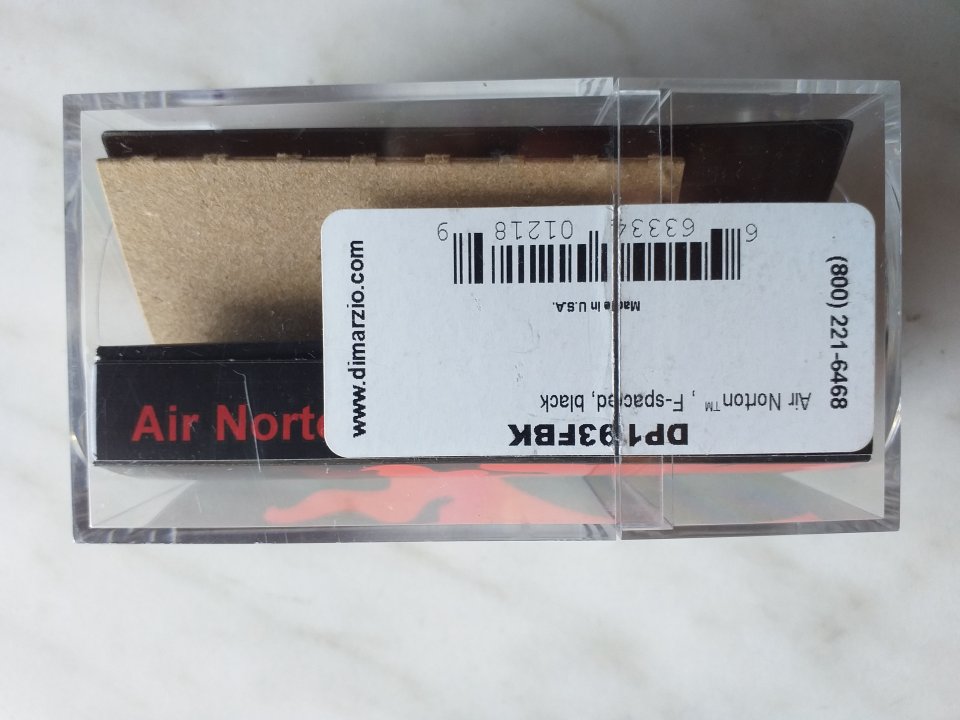 DP193FBK
Air Norton™ , F-spaced, black
Made in U.S.A.
6 63334 01218 9
www.dimarzio.com
(800) 221-6468
Air Norto